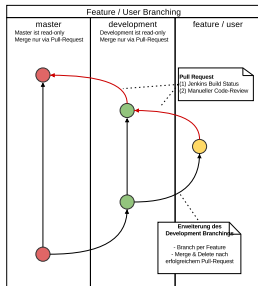 Feature / User Branching
master
Master ist read-only
Merge nur via Pull-Request
development
Development ist read-only
Merge nur via Pull-Request
feature / user
Pull Request
(1) Jenkins Build Status
(2) Manueller Code-Review
Erweiterung des
Development Branchings
- Branch per Feature
- Merge & Delete nach
erfolgreichem Pull-Request